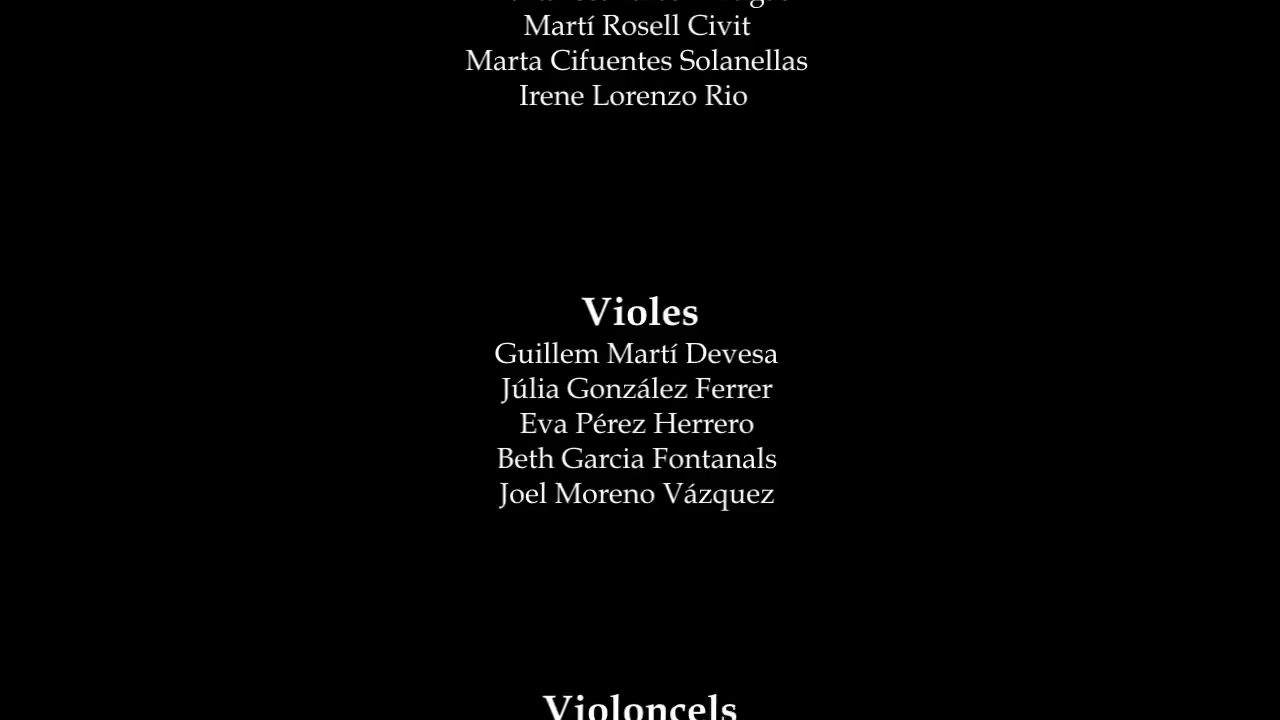 Martí Rosell Civit
Marta Cifuentes Solanellas
Irene Lorenzo Rio
Violes
Guillem Martí Devesa
Júlia González Ferrer
Eva Pérez Herrero
Beth Garcia Fontanals
Joel Moreno Vázquez
Violoncels